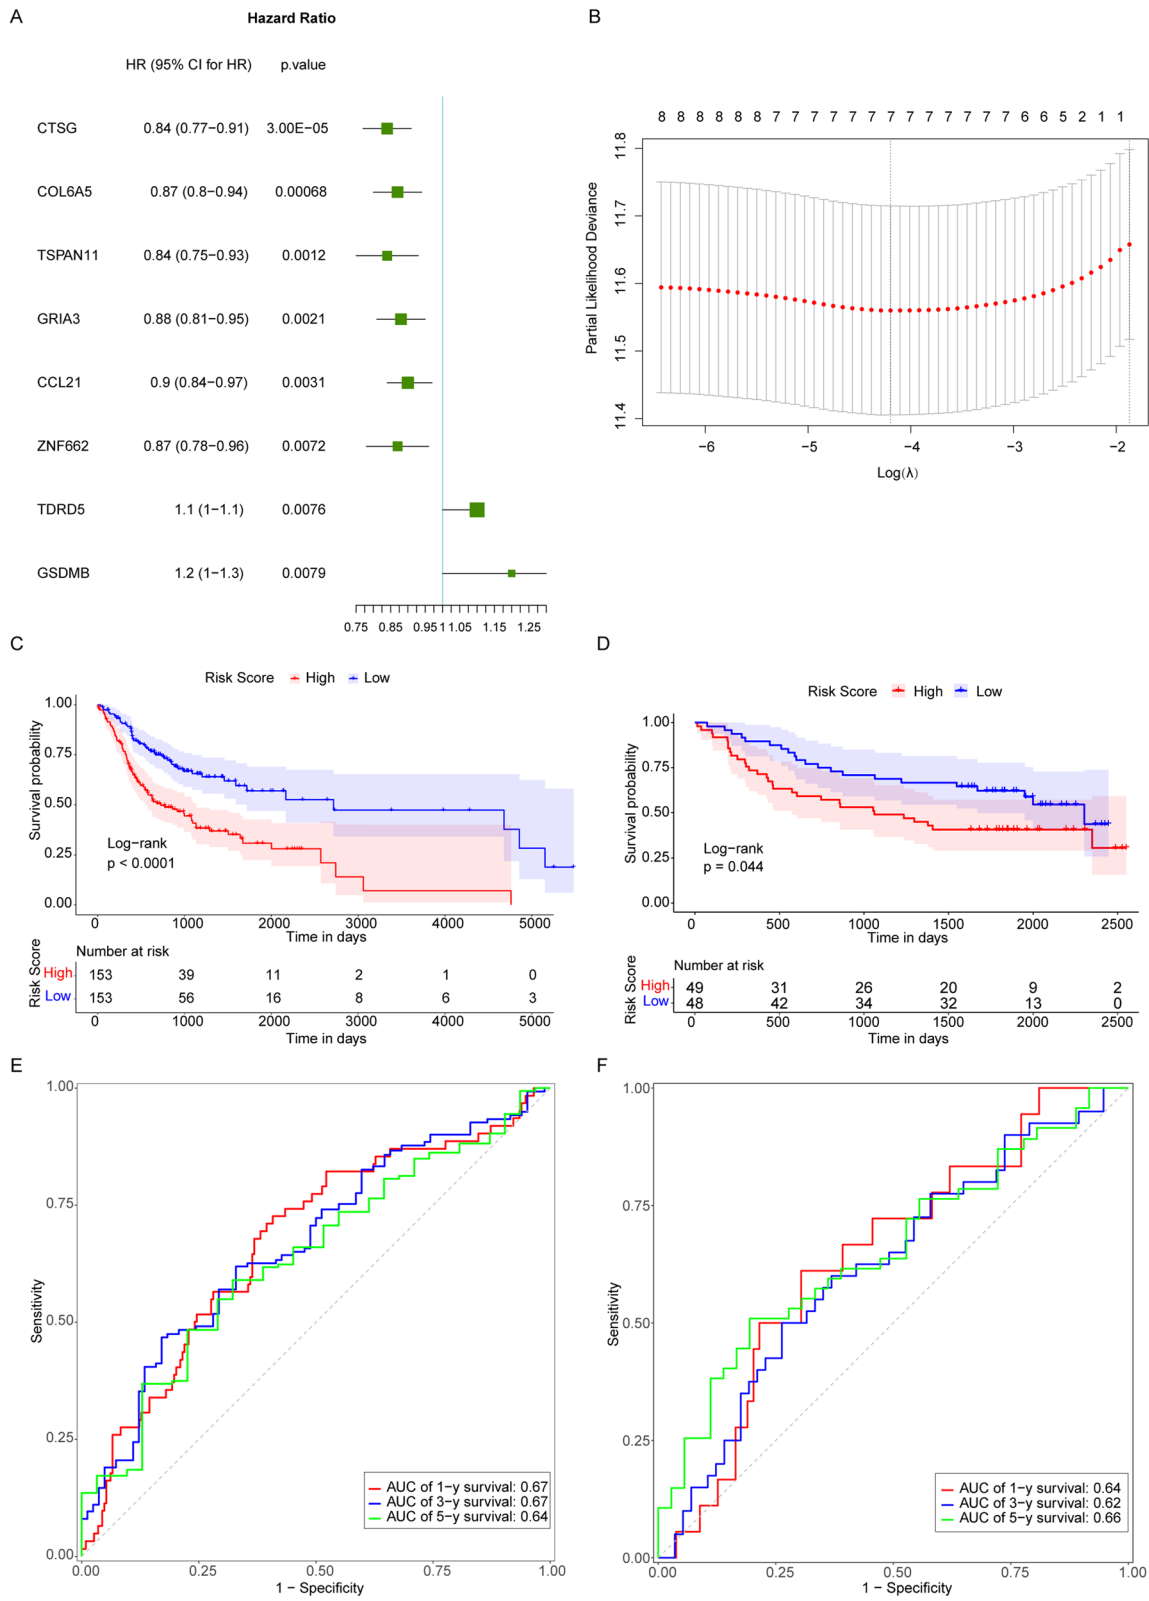 A
Hazard Ratio
HR (95% CI for HR) p.value
CTSG 0.84 (0.77−0.91) 3.00E−05
COL6A5 0.87 (0.8−0.94) 0.00068
TSPAN11 0.84 (0.75−0.93) 0.0012
GRIA3 0.88 (0.81−0.95) 0.0021
CCL21 0.9 (0.84−0.97) 0.0031
ZNF662 0.87 (0.78−0.96) 0.0072
TDRD5 1.1 (1−1.1) 0.0076
GSDMB 1.2 (1−1.3) 0.0079
0.75 0.85 0.95 1 1.05 1.15 1.25
B
8 8 8 8 8 8 7 7 7 7 7 7 7 7 7 7 7 7 7 6 6 5 2 1 1
Partial Likelihood Deviance
11.8
11.7
11.6
11.5
11.4
−6 −5 −4 −3 −2
Log(λ)
C
Risk Score High Low
Survival probability
1.00
0.75
0.50
0.25
0.00
Log−rank
p < 0.0001
0 1000 2000 3000 4000 5000
Time in days
Number at risk
Risk Score
High 153 39 11 2 1 0
Low 153 56 16 8 6 3
0 1000 2000 3000 4000 5000
Time in days
D
Risk Score High Low
Survival probability
1.00
0.75
0.50
0.25
0.00
Log−rank
p = 0.044
0 500 1000 1500 2000 2500
Time in days
Number at risk
Risk Score
High 49 31 26 20 9 2
Low 48 42 34 32 13 0
0 500 1000 1500 2000 2500
Time in days
E
Sensitivity
1.00
0.75
0.50
0.25
0.00
AUC of 1−y survival: 0.67
AUC of 3−y survival: 0.67
AUC of 5−y survival: 0.64
0.00 0.25 0.50 0.75 1.00
1 − Specificity
F
Sensitivity
1.00
0.75
0.50
0.25
0.00
AUC of 1−y survival: 0.64
AUC of 3−y survival: 0.62
AUC of 5−y survival: 0.66
0.00 0.25 0.50 0.75 1.00
1 − Specificity